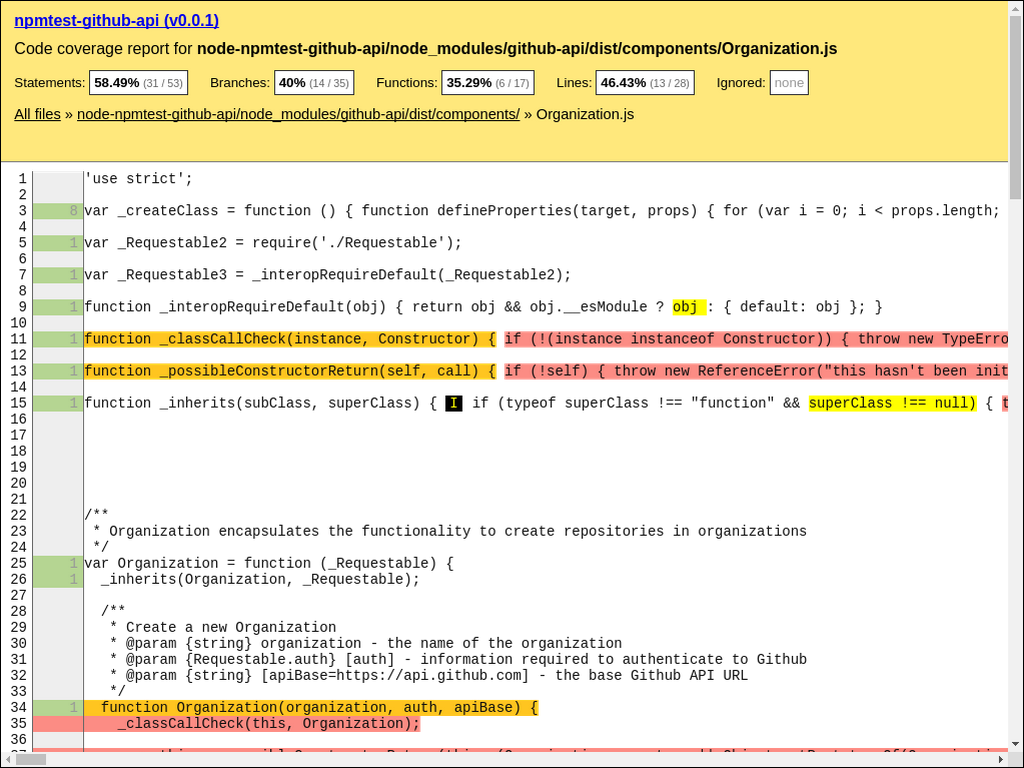 npmtest-github-api (v0.0.1)
Code coverage report for node-npmtest-github-api/node_modules/github-api/dist/components/Organization.js
Statements: 58.49% (31 / 53) Branches: 40% (14 / 35) Functions: 35.29% (6 / 17) Lines: 46.43% (13 / 28) Ignored: none
All files » node-npmtest-github-api/node_modules/github-api/dist/components/ » Organization.js
1 'use strict';
2
3 8 var _createClass = function () { function defineProperties(target, props) { for (var i = 0; i < props.length;
4
5 1 var _Requestable2 = require('./Requestable');
6
7 1 var _Requestable3 = _interopRequireDefault(_Requestable2);
8
9 1 function _interopRequireDefault(obj) { return obj && obj.__esModule ? obj : { default: obj }; }
10
11 1 function _classCallCheck(instance, Constructor) { if (!(instance instanceof Constructor)) { throw new TypeErro
12
13 1 function _possibleConstructorReturn(self, call) { if (!self) { throw new ReferenceError("this hasn't been init
14
15 1 function _inherits(subClass, superClass) { I if (typeof superClass !== "function" && superClass !== null) { t
16
17
18
19
20
21
22 /**
23 * Organization encapsulates the functionality to create repositories in organizations
24 */
25 1 var Organization = function (_Requestable) {
26 1 _inherits(Organization, _Requestable);
27
28 /**
29 * Create a new Organization
30 * @param {string} organization - the name of the organization
31 * @param {Requestable.auth} [auth] - information required to authenticate to Github
32 * @param {string} [apiBase=https://api.github.com] - the base Github API URL
33 */
34 1 function Organization(organization, auth, apiBase) {
35 _classCallCheck(this, Organization);
36